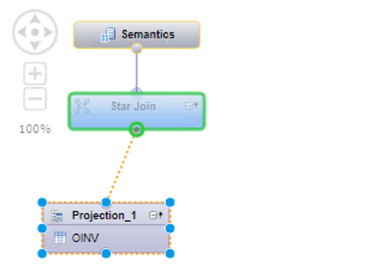 Semantics
Star Join
100%
Projection_1
OINV